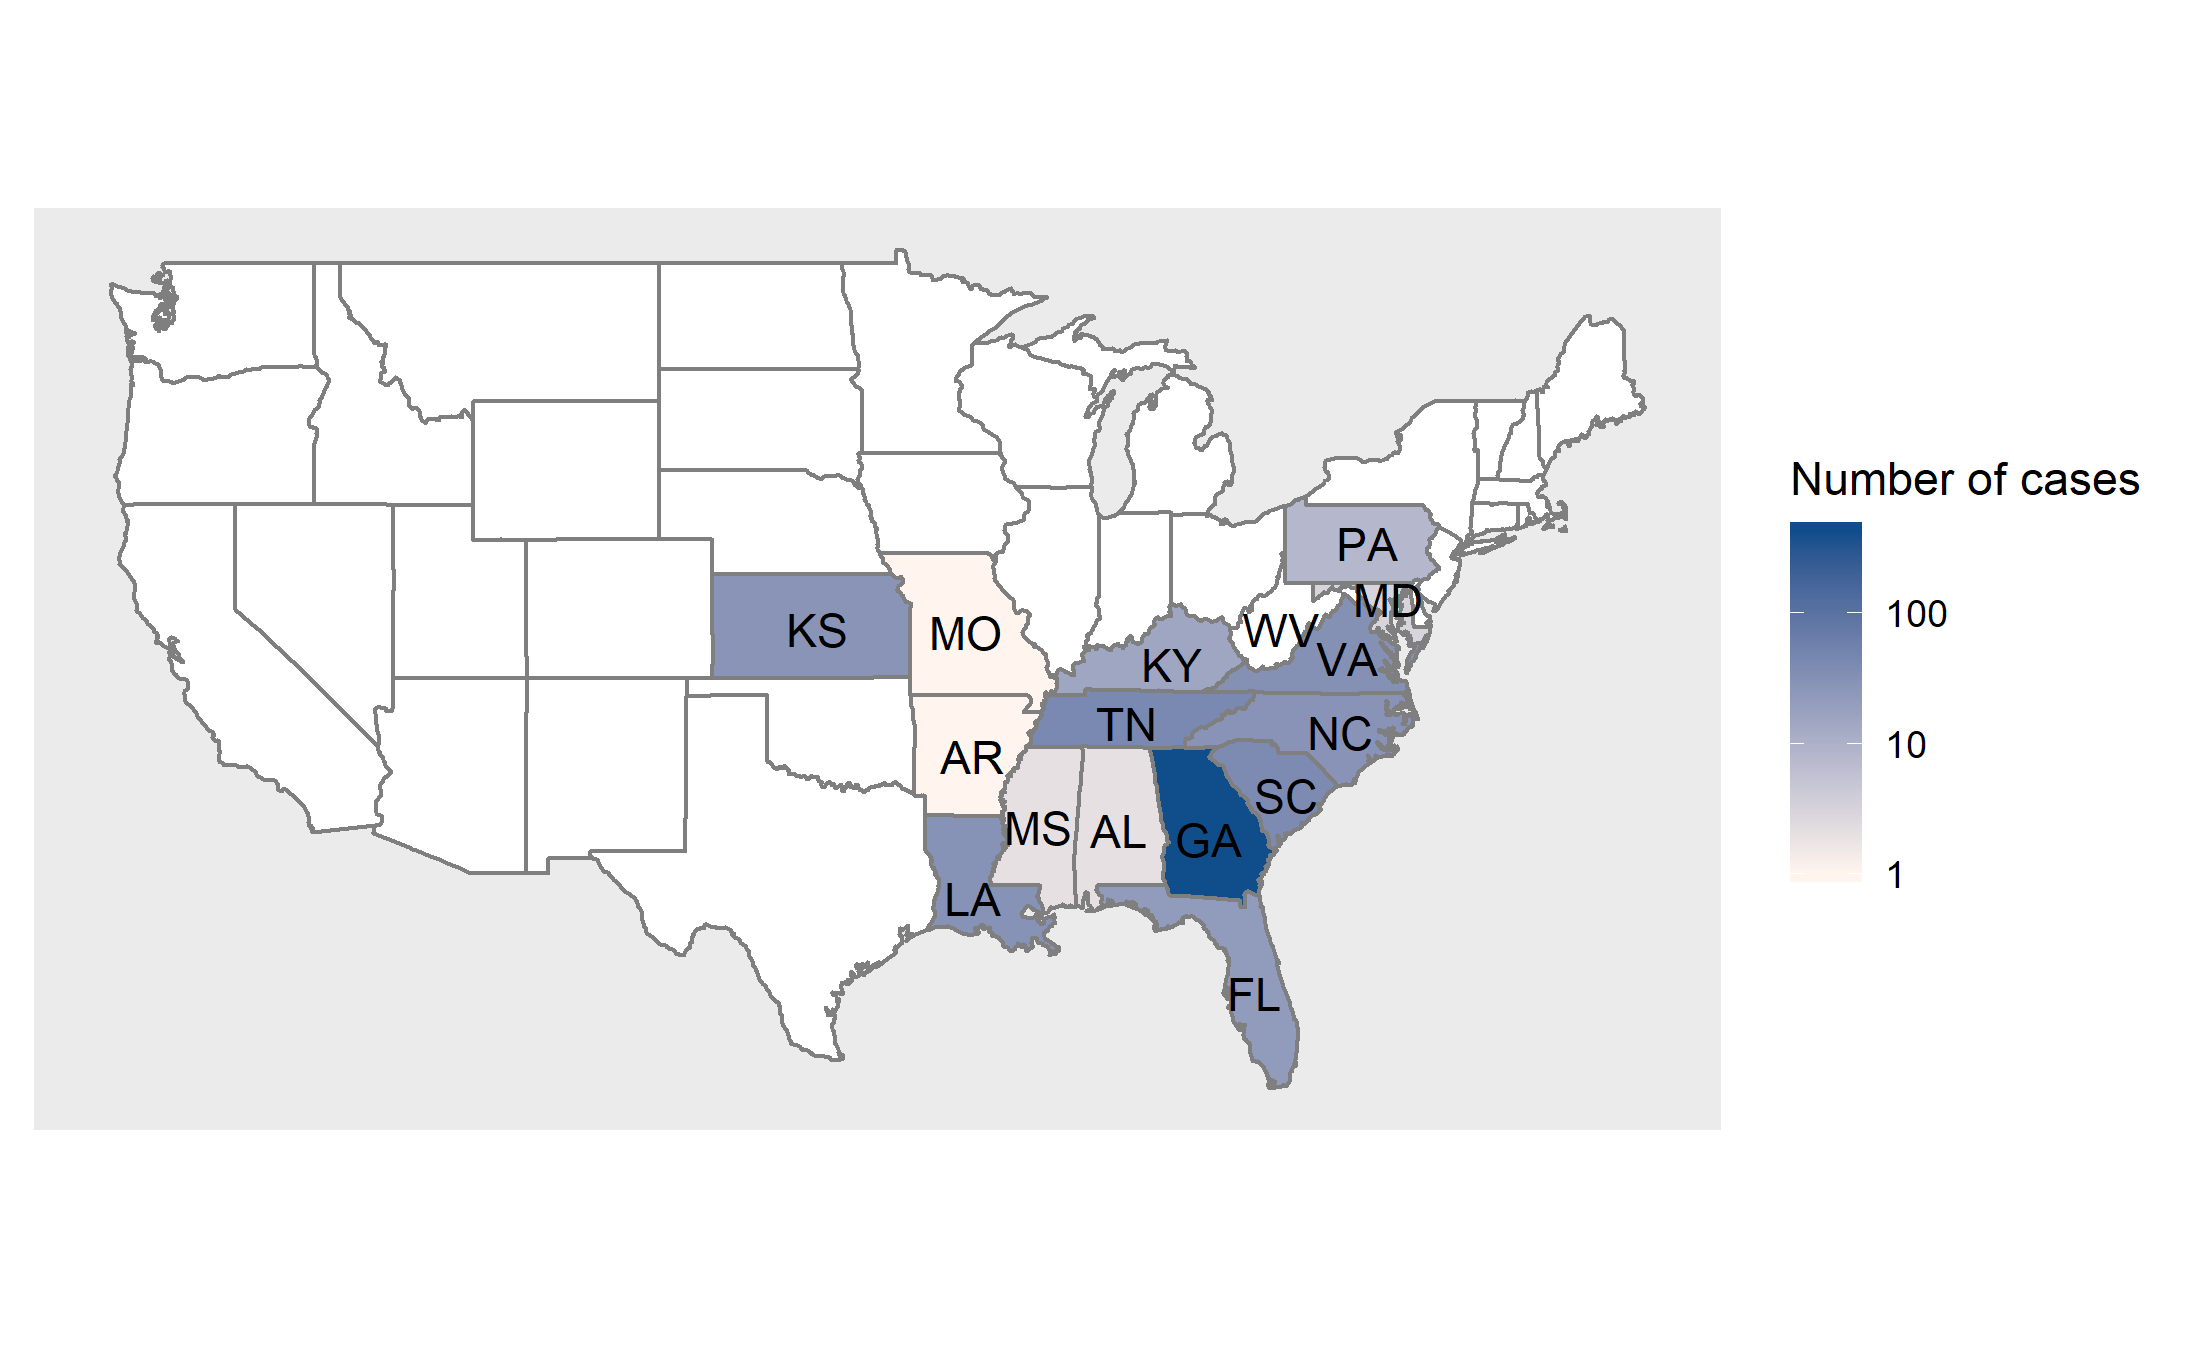 Number of cases
100
10
1
PA
MD
KS
MO
WV
VA
KY
TN
NC
AR
SC
MS
AL
GA
LA
FL